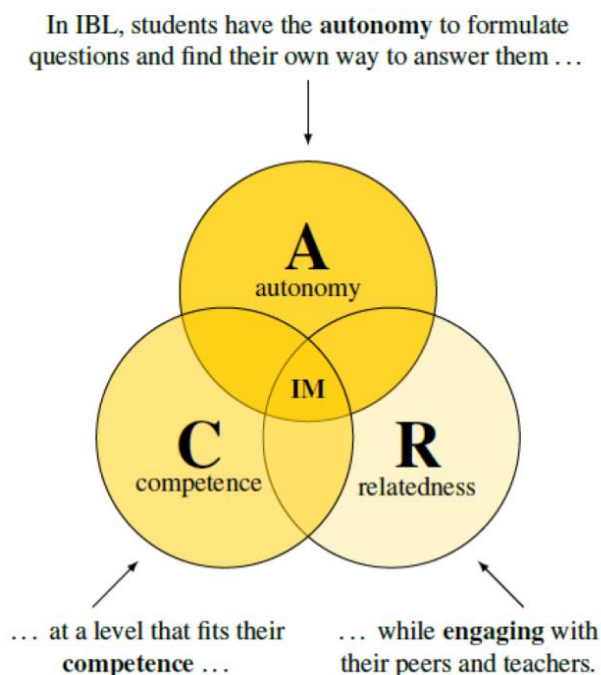 In IBL, students have the autonomy to formulate
questions and find their own way to answer them ...
A
autonomy
IM
C
competence
R
relatedness
... at a level that fits their
competence ...
... while engaging with
their peers and teachers.